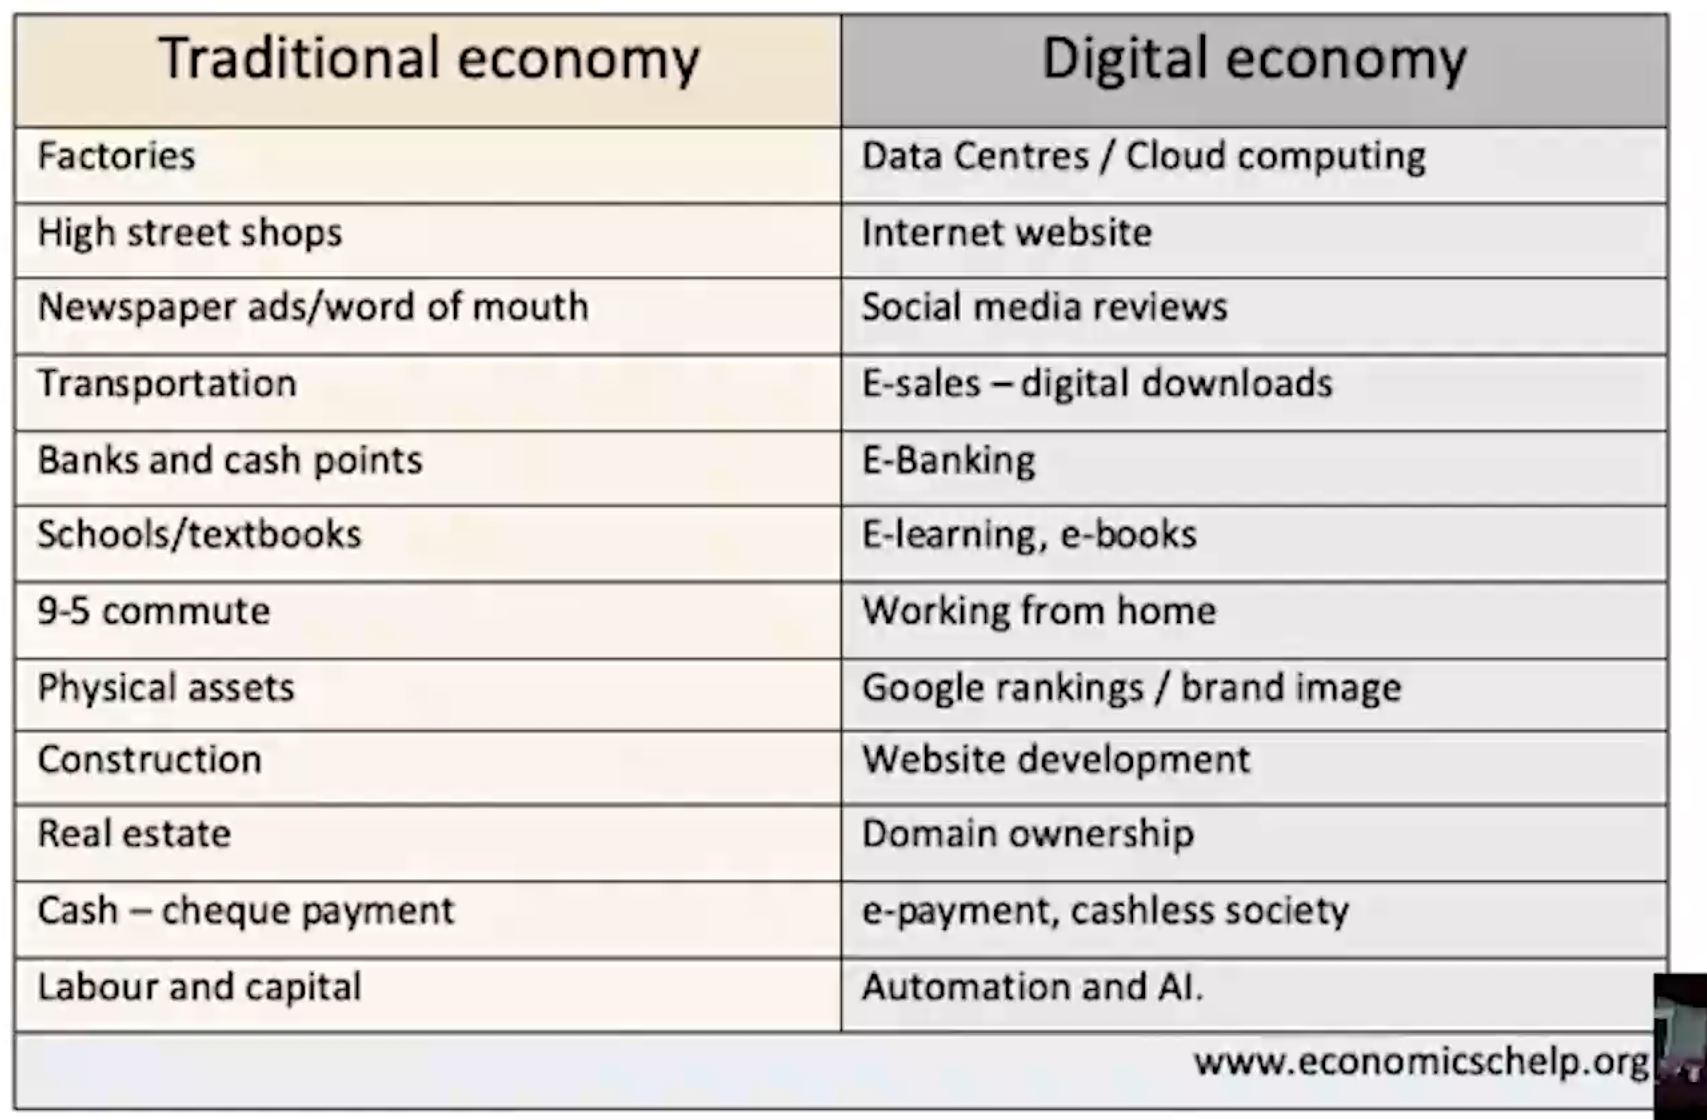 Traditional economy
Digital economy
Factories
Data Centres / Cloud computing
High street shops
Internet website
Newspaper ads/word of mouth
Social media reviews
Transportation
E-sales – digital downloads
Banks and cash points
E-Banking
Schools/textbooks
E-learning, e-books
9-5 commute
Working from home
Physical assets
Google rankings / brand image
Construction
Website development
Real estate
Domain ownership
Cash – cheque payment
e-payment, cashless society
Labour and capital
Automation and AI.
www.economicschelp.org